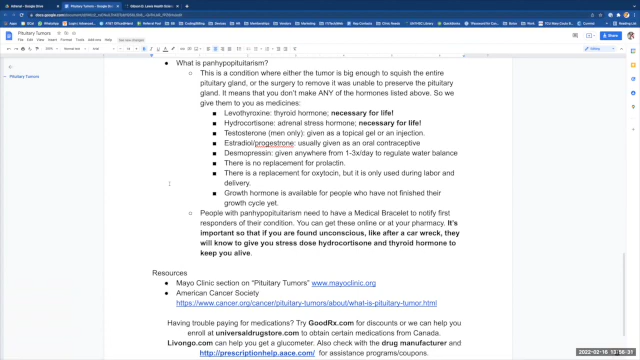 Pituitary Tumors
● What is panhypopituitarism?
○ This is a condition where either the tumor is big enough to squish the entire
pituitary gland, or the surgery to remove it was unable to preserve the pituitary
gland. It means that you don't make ANY of the hormones listed above. So we
give them to you as medicines:
■ Levothyroxine: thyroid hormone; necessary for life!
■ Hydrocortisone: adrenal stress hormone; necessary for life!
■ Testosterone (men only): given as a topical gel or an injection.
■ Estradiol/progestrone: usually given as an oral contraceptive
■ Desmopressin: given anywhere from 1-3x/day to regulate water balance
■ There is no replacement for prolactin.
■ There is a replacement for oxytocin, but it is only used during labor and
delivery.
■ Growth hormone is available for people who have not finished their
growth cycle yet.
○ People with panhypopituitarism need to have a Medical Bracelet to notify first
responders of their condition. You can get these online or at your pharmacy. It's
important so that if you are found unconscious, like after a car wreck, they
will know to give you stress dose hydrocortisone and thyroid hormone to
keep you alive.
Resources
● Mayo Clinic section on "Pituitary Tumors" www.mayoclinic.org
● American Cancer Society
https://www.cancer.org/cancer/pituitary-tumors/about/what-is-pituitary-tumor.html
Having trouble paying for medications? Try GoodRx.com for discounts or we can help you
enroll at universaldrugstore.com to obtain certain medications from Canada.
Livongo.com can help you get a glucometer. Also check with the drug manufacturer and
http://prescriptionhelp.aace.com/ for assistance programs/coupons.
2022-02-16 13:56:31